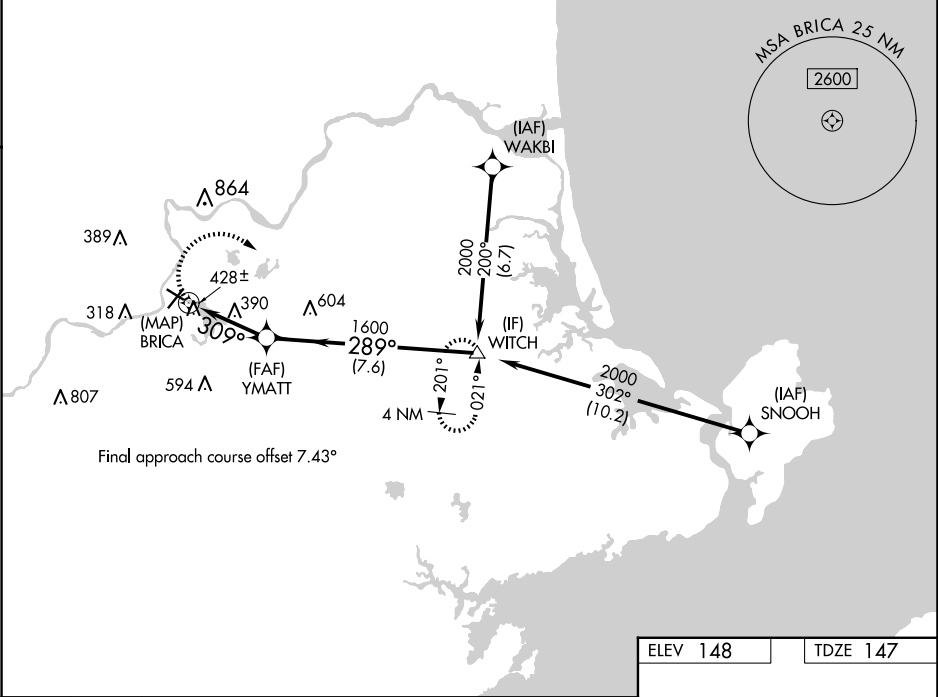 MSA BRICA 25 NM
2600
(IAF)
WAKBI
864
389
2000
200°
(6.7)
428±
318
390
604
(MAP)
BRICA
309°
1600
289°
(7.6)
(IF)
WITCH
(FAF)
YMATT
594
807
201°
021°
4 NM
2000
302°
(10.2)
(IAF)
SNOOH
Final approach course offset 7.43°
ELEV 148
TDZE 147